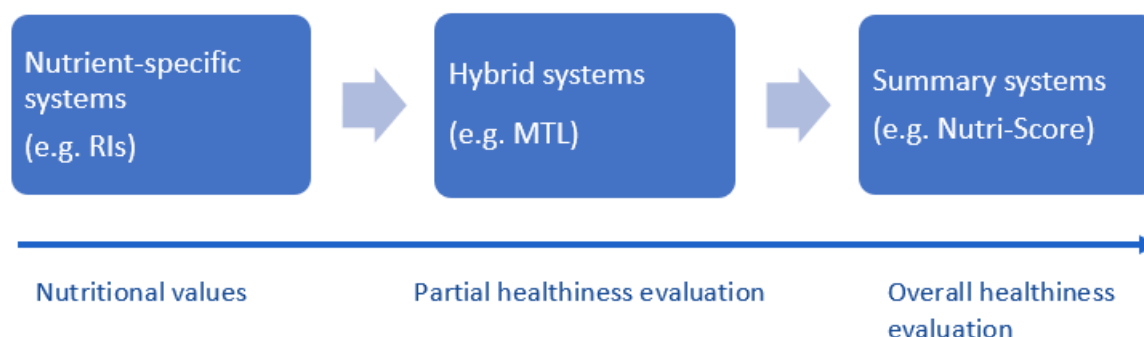 Nutrient-specific
systems
(e.g. RIs)
Hybrid systems
(e.g. MTL)
Summary systems
(e.g. Nutri-Score)
Nutritional values
Partial healthiness evaluation
Overall healthiness
evaluation